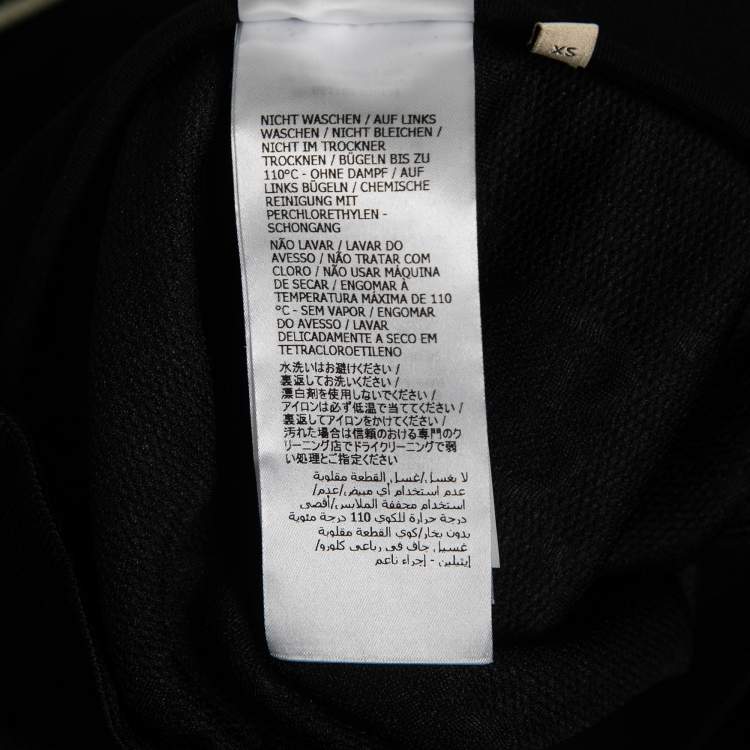 XS
NICHT WASCHEN / AUF LINKS
WASCHEN / NICHT BLEICHEN /
NICHT IM TROCKNER
TROCKNEN / BÜGELN BIS ZU
110°C - OHNE DAMPF / AUF
LINKS BÜGELN / CHEMISCHE
REINIGUNG MIT
PERCHLORETHYLEN -
SCHONGANG
NÃO LAVAR / LAVAR DO
AVESSO / NÃO TRATAR COM
CLORO / NÃO USAR MÁQUINA
DE SECAR / ENGOMAR À
TEMPERATURA MÁXIMA DE 110
°C - SEM VAPOR / ENGOMAR
DO AVESSO / LAVAR
DELICADAMENTE A SECO EM
TETRACLOROETILENO
水洗いはお避けください /
裏返してお洗いください /
漂白剤を使用しないでください /
アイロンは必ず低温で当ててください /
裏返してアイロンをかけてください /
汚れた場合は信頼のおける専門のク
リーニング店でドライクリーニングで弱
い処理とご指定ください
لا يغسل/غسل القطعة مقلوبة
عدم استخدام أي مبيض/عدم/
استخدام مجففة الملابس/أقصى
درجة حرارة للكوي 110 درجة مئوية
بدون بخار/كوي القطعة مقلوبة
غسيل جاف في رباعي كلورو/
إيثيلين - إجراء ناعم